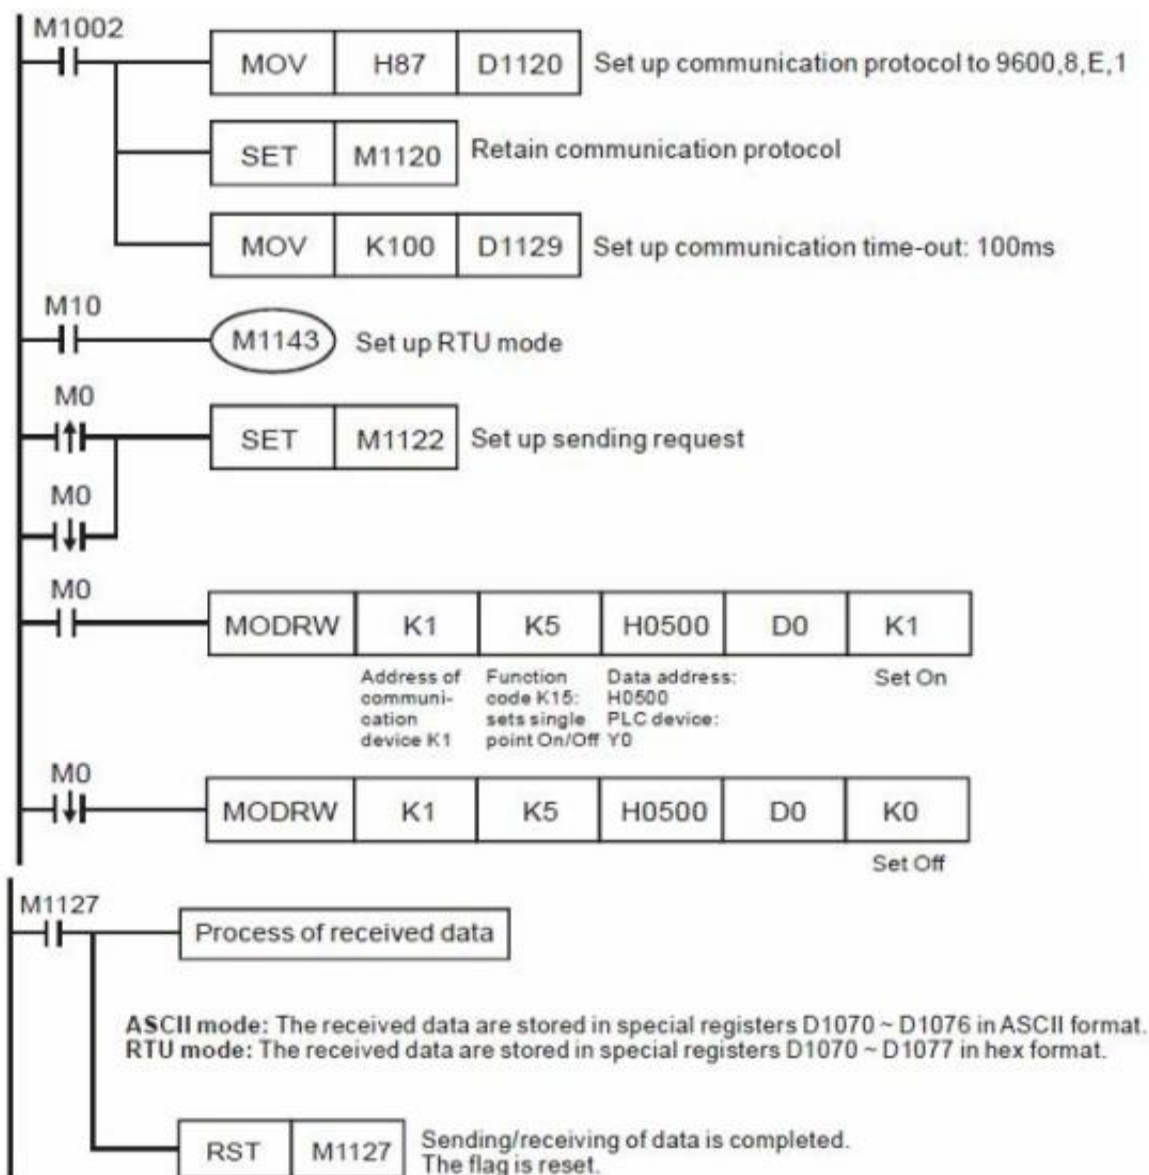 M1002
MOV H87 D1120 Set up communication protocol to 9600,8,E,1
SET M1120 Retain communication protocol
MOV K100 D1129 Set up communication time-out: 100ms
M10
M1143 Set up RTU mode
M0
SET M1122 Set up sending request
M0
M0
MODRW K1 K5 H0500 D0 K1
Address of
communi-
cation
device K1
Function
code K15:
sets single
point On/Off
Data address:
H0500
PLC device:
Y0
Set On
M0
MODRW K1 K5 H0500 D0 K0
Set Off
M1127
Process of received data
ASCII mode: The received data are stored in special registers D1070 ~ D1076 in ASCII format.
RTU mode: The received data are stored in special registers D1070 ~ D1077 in hex format.
RST M1127 Sending/receiving of data is completed.
The flag is reset.